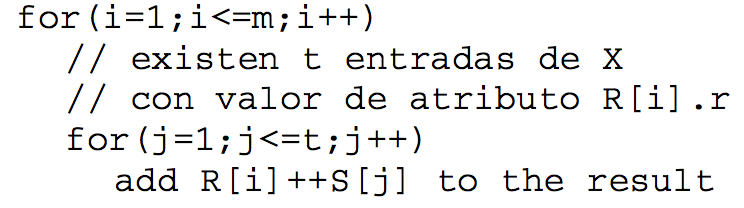 for(i=1;i<=m;i++)
// existen t entradas de X
// con valor de atributo R[i].r
for(j=1;j<=t;j++)
add R[i]++S[j] to the result